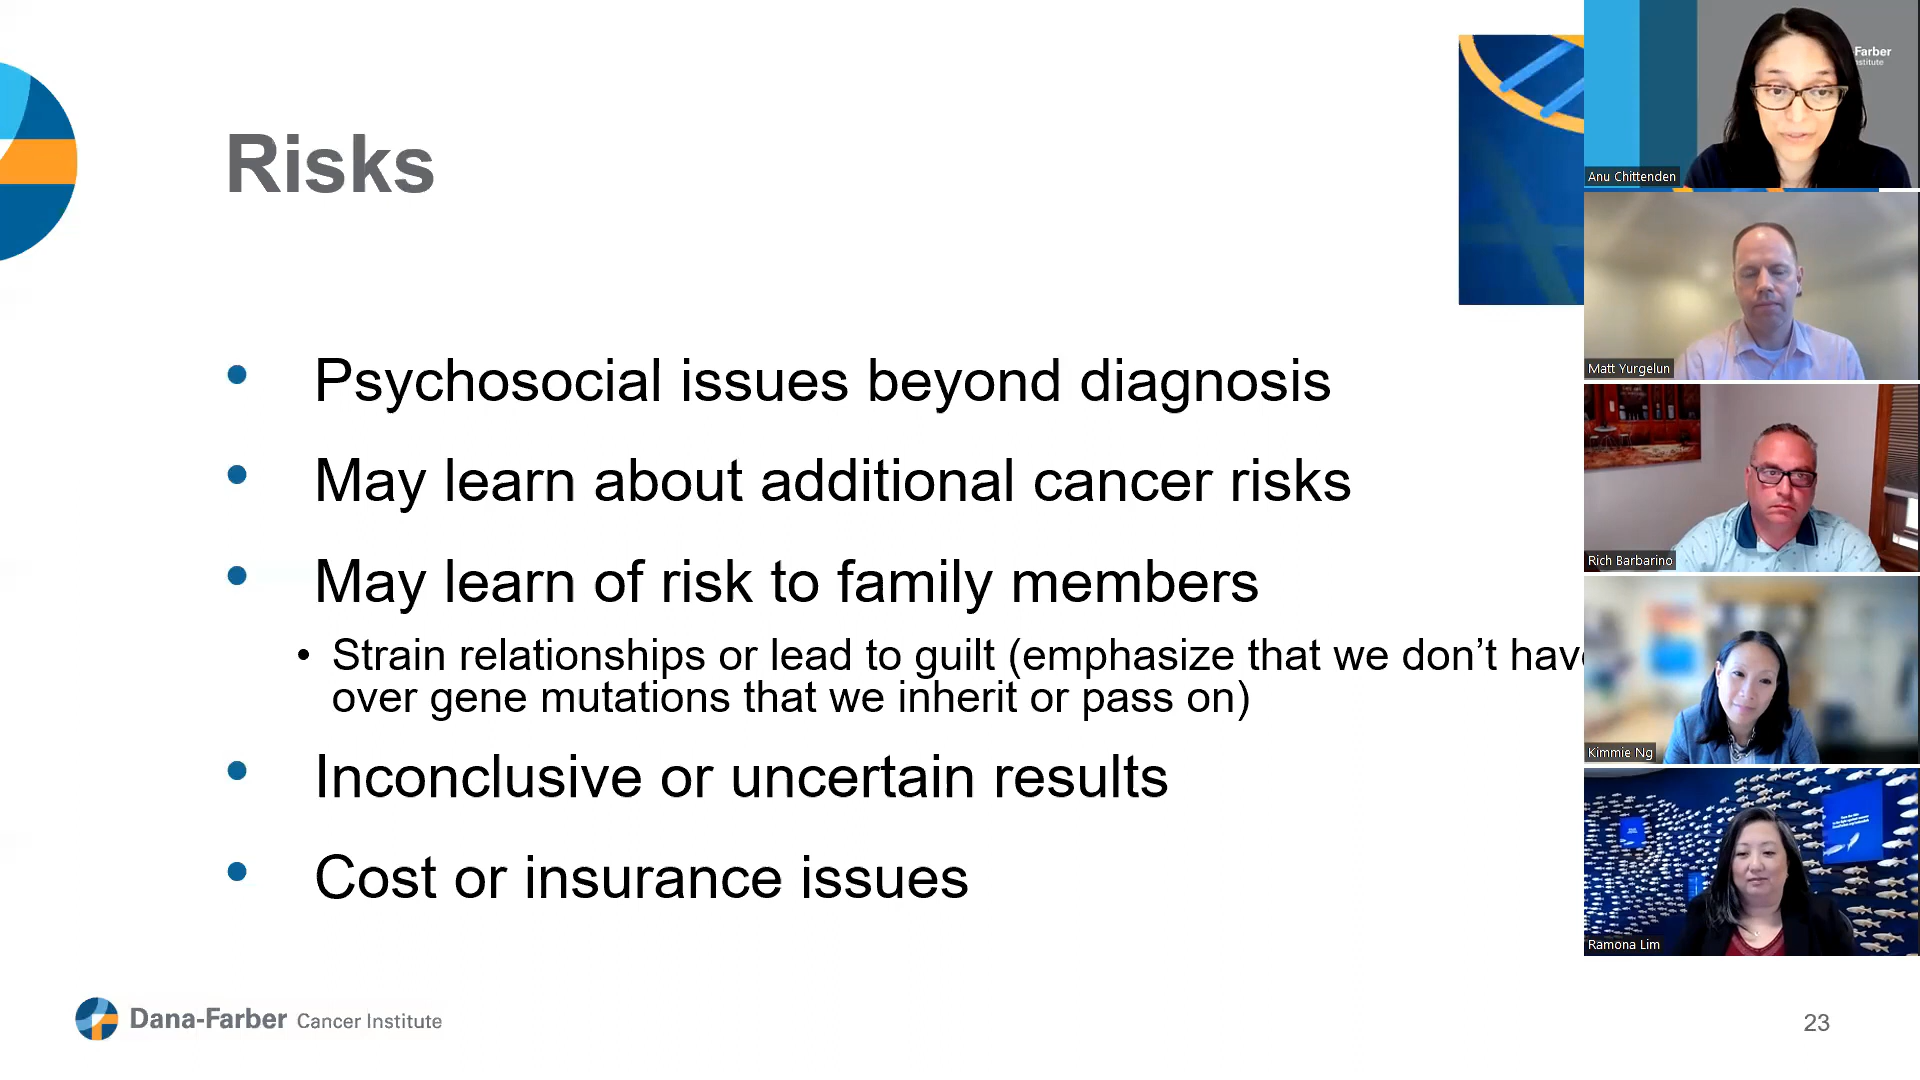 Risks
• Psychosocial issues beyond diagnosis
• May learn about additional cancer risks
• May learn of risk to family members
• Strain relationships or lead to guilt (emphasize that we don’t have
over gene mutations that we inherit or pass on)
• Inconclusive or uncertain results
• Cost or insurance issues
Dana-Farber Cancer Institute
23
Farber
Anu Chittenden
Matt Yurgelun
Rich Barbarino
Kimmie Ng
Ramona Lim